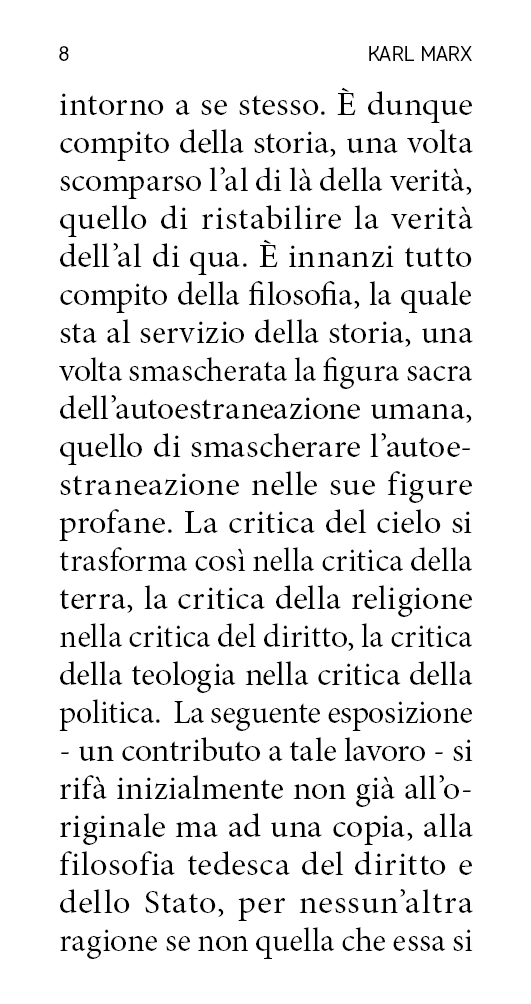 8 KARL MARX
intorno a se stesso. È dunque
compito della storia, una volta
scomparso l’al di là della verità,
quello di ristabilire la verità
dell’al di qua. È innanzi tutto
compito della filosofia, la quale
sta al servizio della storia, una
volta smascherata la figura sacra
dell’autoestraneazione umana,
quello di smascherare l’autoe-
straneazione nelle sue figure
profane. La critica del cielo si
trasforma così nella critica della
terra, la critica della religione
nella critica del diritto, la critica
della teologia nella critica della
politica. La seguente esposizione
- un contributo a tale lavoro - si
rifà inizialmente non già all’o-
riginale ma ad una copia, alla
filosofia tedesca del diritto e
dello Stato, per nessun’altra
ragione se non quella che essa si